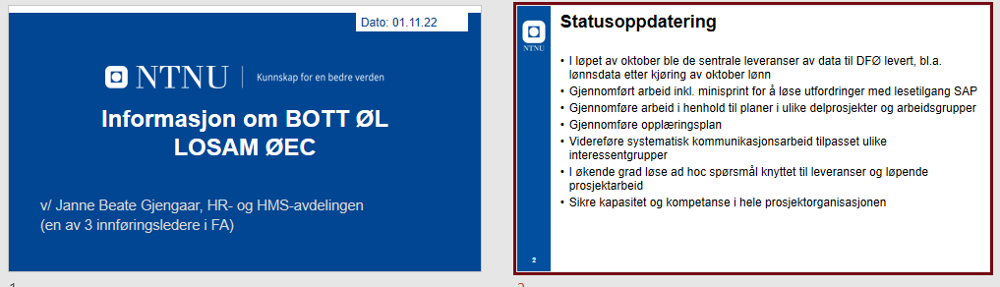 Dato: 01.11.22
NTNU
Kunnskap for en bedre verden
Informasjon om BOTT ØL
LOSAM ØEC
v/ Janne Beate Gjengaar, HR- og HMS-avdelingen
(en av 3 innføringsledere i FA)
NTNU
Statusoppdatering
• I løpet av oktober ble de sentrale leveranser av data til DFØ levert, bl.a.
lønnsdata etter kjøring av oktober lønn
• Gjennomført arbeid inkl. minisprint for å løse utfordringer med lesetilgang SAP
• Gjennomføre arbeid i henhold til planer i ulike delprosjekter og arbeidsgrupper
• Gjennomføre opplæringsplan
• Videreføre systematisk kommunikasjonsarbeid tilpasset ulike
interessentgrupper
• I økende grad løse ad hoc spørsmål knyttet til leveranser og løpende
prosjektarbeid
• Sikre kapasitet og kompetanse i hele prosjektorganisasjonen
2